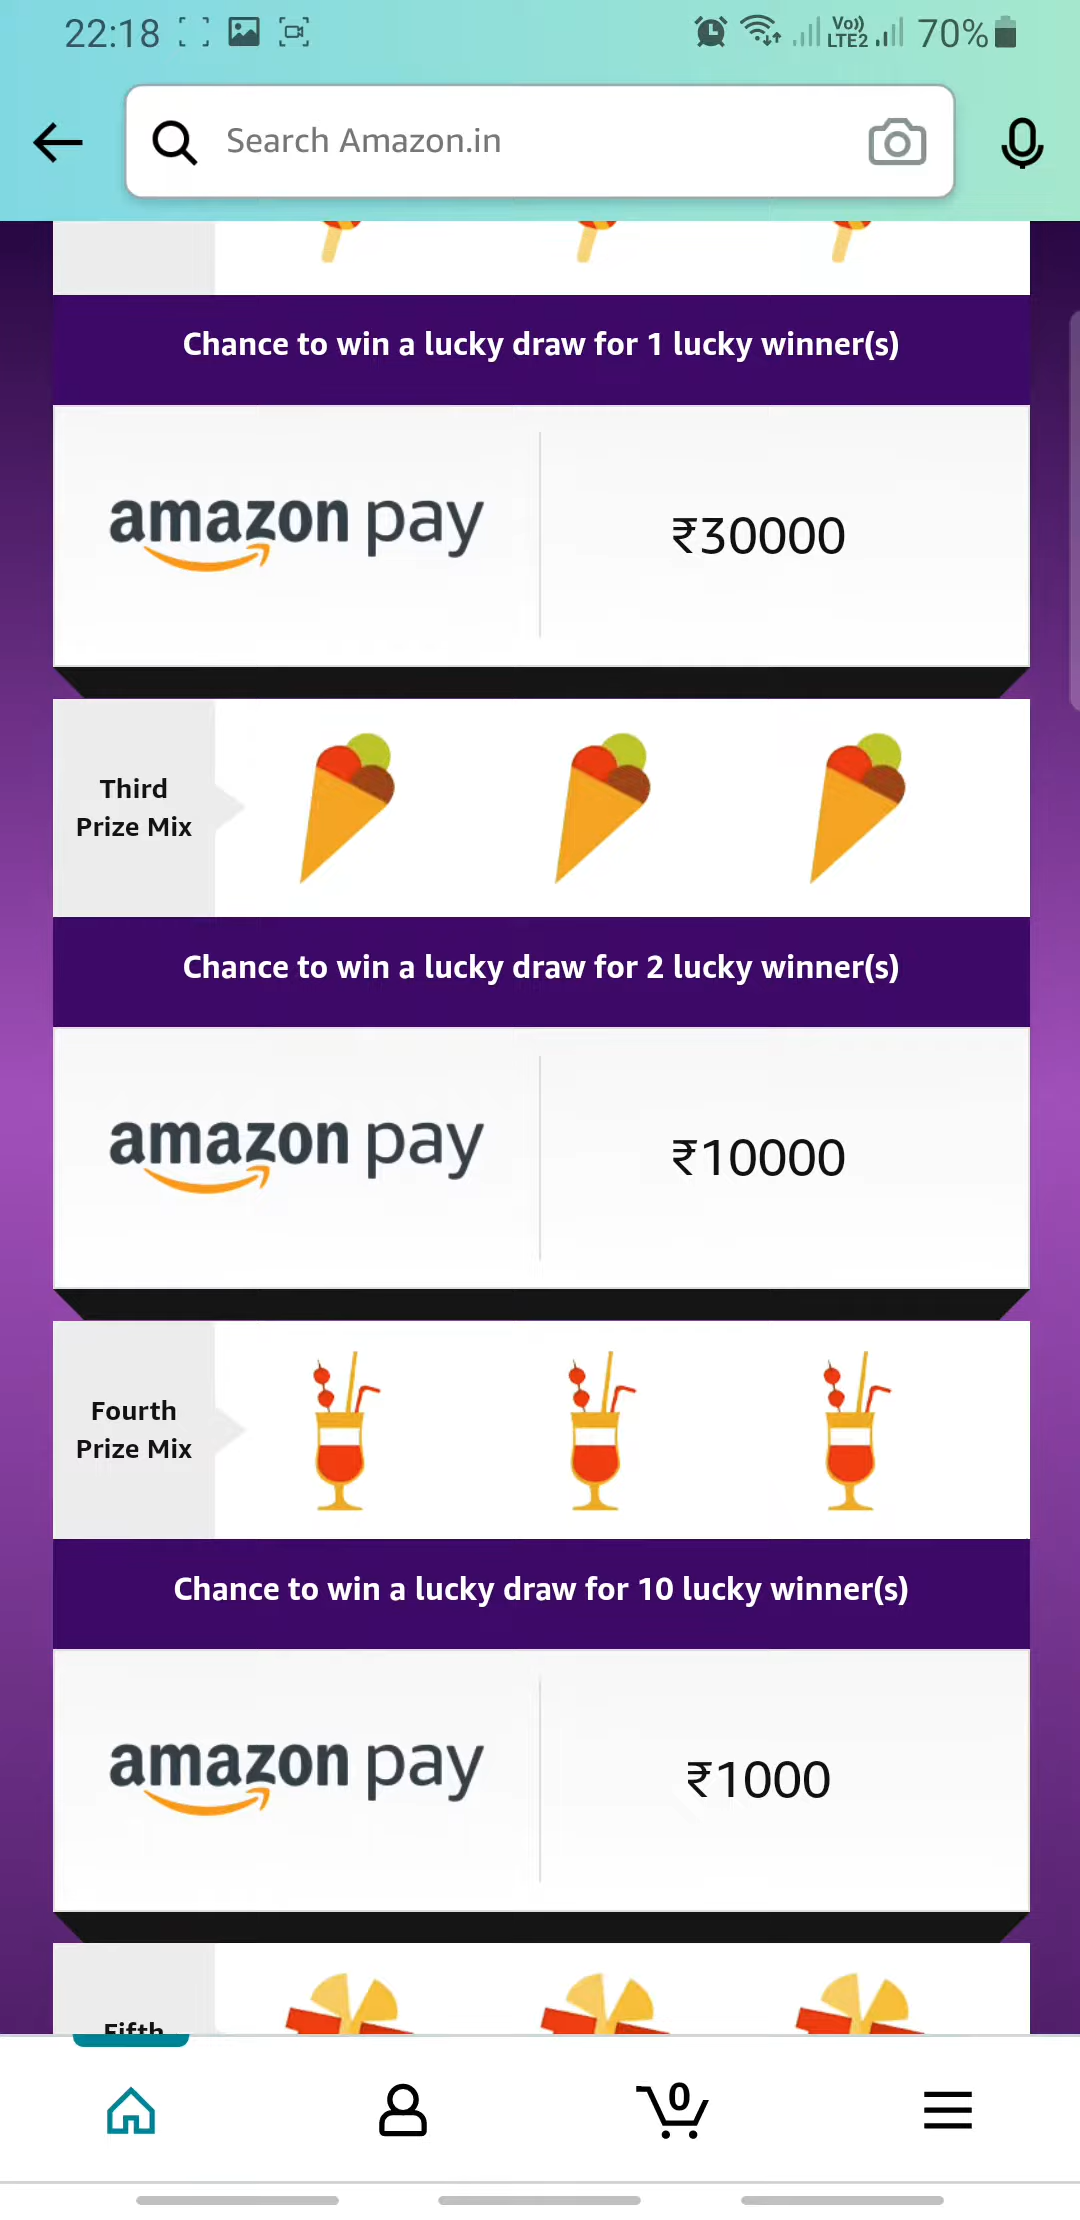 22:18
Vo))
LTE2
70%
Search Amazon.in
Chance to win a lucky draw for 1 lucky winner(s)
amazon pay
₹30000
Third
Prize Mix
Chance to win a lucky draw for 2 lucky winner(s)
amazon pay
₹10000
Fourth
Prize Mix
Chance to win a lucky draw for 10 lucky winner(s)
amazon pay
₹1000
Fifth
0